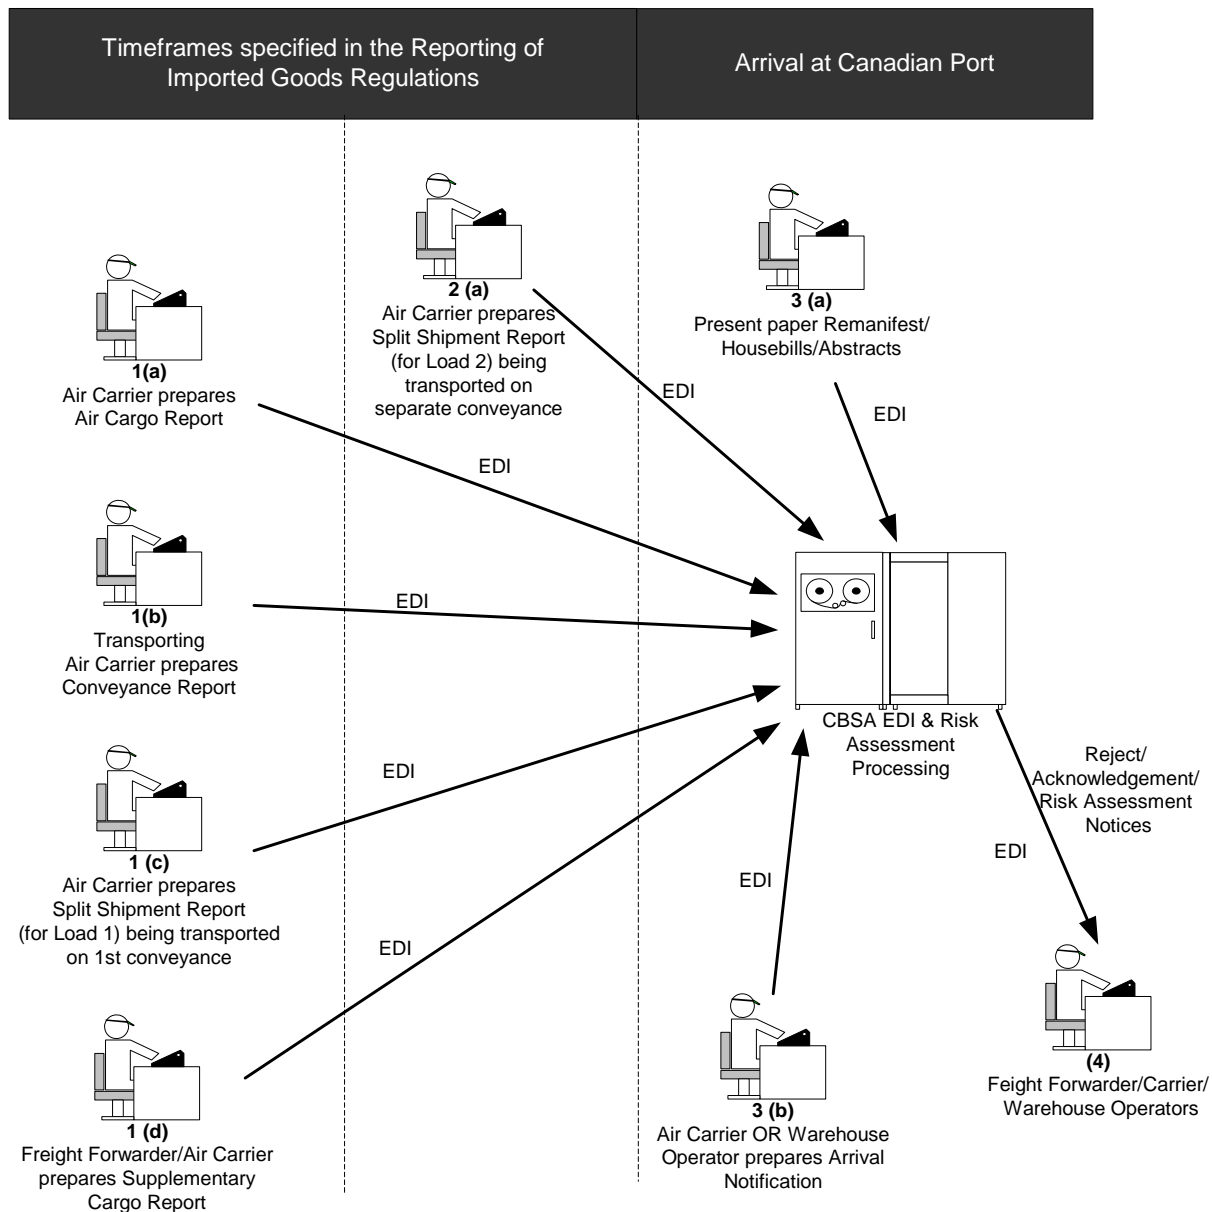 Timeframes specified in the Reporting of
Imported Goods Regulations
Arrival at Canadian Port
1(a)
Air Carrier prepares
Air Cargo Report
EDI
1(b)
Transporting
Air Carrier prepares
Conveyance Report
EDI
1 (c)
Air Carrier prepares
Split Shipment Report
(for Load 1) being transported
on 1st conveyance
EDI
1 (d)
Freight Forwarder/Air Carrier
prepares Supplementary
Cargo Report
EDI
2 (a)
Air Carrier prepares
Split Shipment Report
(for Load 2) being
transported on
separate conveyance
EDI
3 (a)
Present paper Remanifest/
Housebills/Abstracts
EDI
CBSA EDI & Risk
Assessment
Processing
EDI
3 (b)
Air Carrier OR Warehouse
Operator prepares Arrival
Notification
Reject/
Acknowledgement/
Risk Assessment
Notices
EDI
(4)
Feight Forwarder/Carrier/
Warehouse Operators